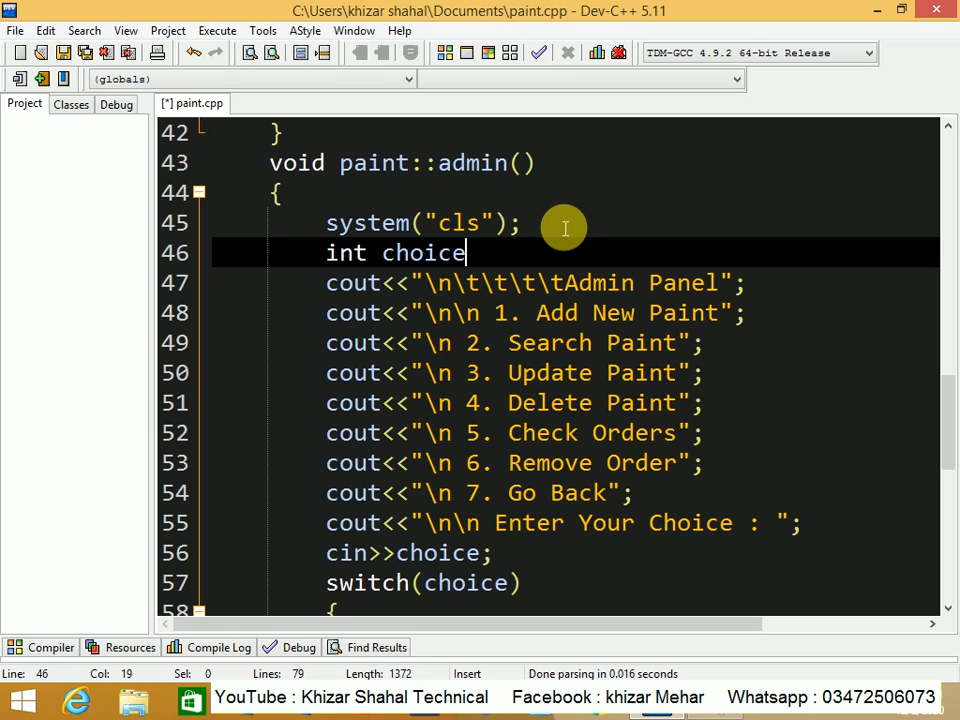 C:\Users\khizar shahal\Documents\paint.cpp - Dev-C++ 5.11
File Edit Search View Project Execute Tools AStyle Window Help
TDM-GCC 4.9.2 64-bit Release
(globals)
Project Classes Debug [*] paint.cpp
42 }
43 void paint::admin()
44 {
45 system("cls");
46 int choice
47 cout<<"\n\t\t\t\tAdmin Panel";
48 cout<<"\n\n 1. Add New Paint";
49 cout<<"\n 2. Search Paint";
50 cout<<"\n 3. Update Paint";
51 cout<<"\n 4. Delete Paint";
52 cout<<"\n 5. Check Orders";
53 cout<<"\n 6. Remove Order";
54 cout<<"\n 7. Go Back";
55 cout<<"\n\n Enter Your Choice : ";
56 cin>>choice;
57 switch(choice)
58 {
Compiler Resources Compile Log Debug Find Results
Line: 46 Col: 19 Sel: 0 Lines: 79 Length: 1372 Insert Done parsing in 0.016 seconds
YouTube : Khizar Shahal Technical Facebook : khizar Mehar Whatsapp : 03472506073